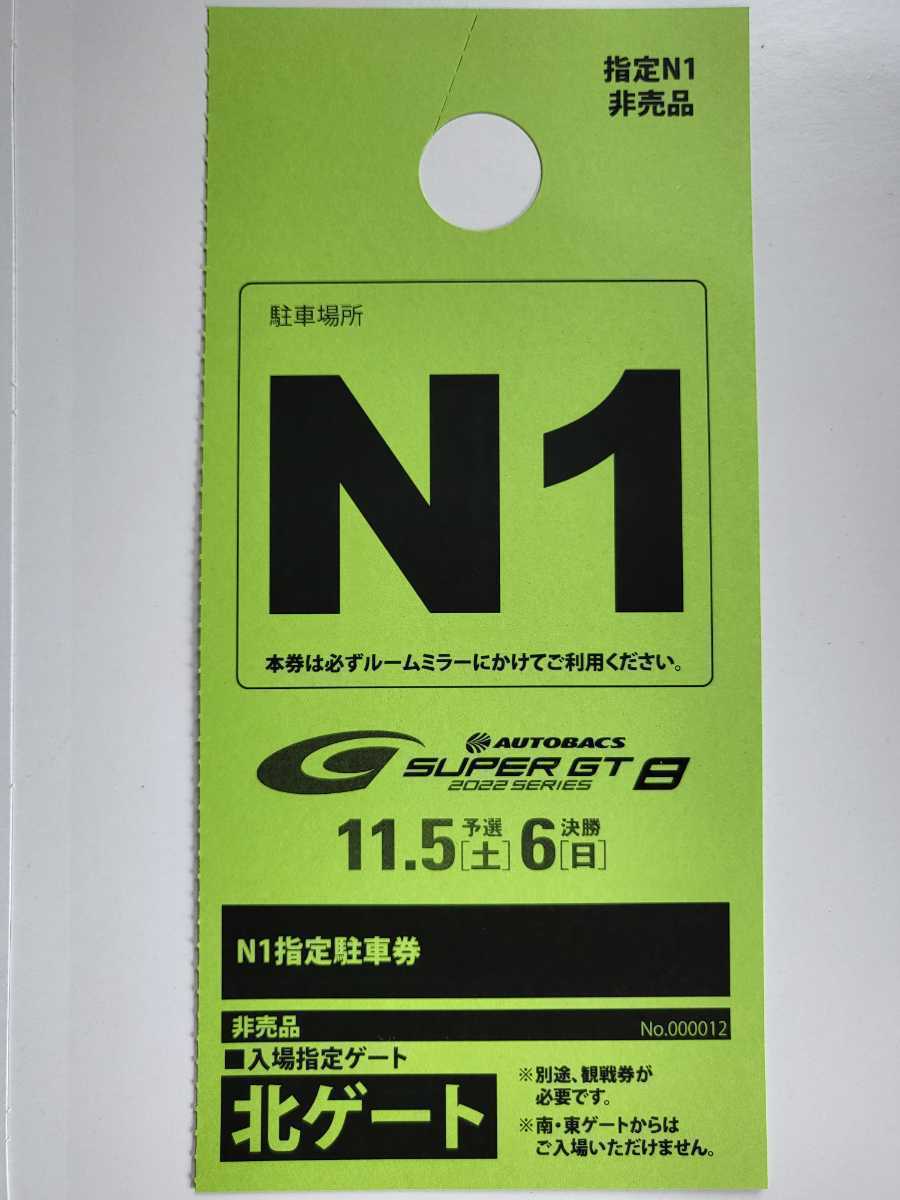 指定N1
非売品
駐車場所
N1
本券は必ずルームミラーにかけてご利用ください。
AUTOBACS
SUPER GT 8
2022 SERIES
11.5 予選[土] 6 決勝[日]
N1指定駐車券
非売品 No.000012
■入場指定ゲート
北ゲート
※別途、観戦券が
必要です。
※南・東ゲートからは
ご入場いただけません。